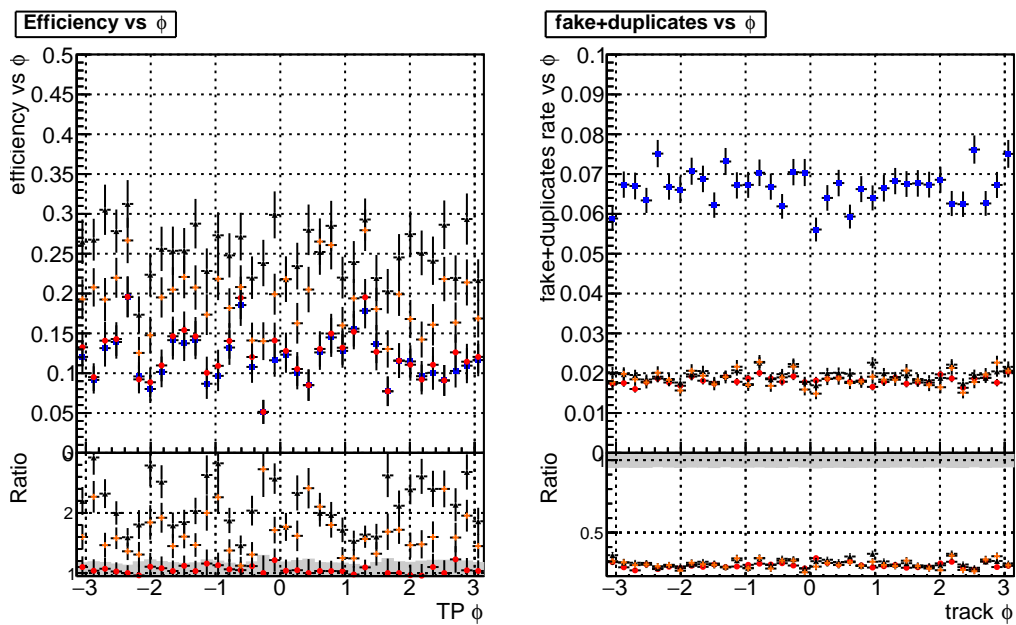 Efficiency vs ϕ
efficiency vs ϕ
0.5
0.45
0.4
0.35
0.3
0.25
0.2
0.15
0.1
0.05
0
Ratio
2
1
−3 −2 −1 0 1 2 3
TP ϕ
fake+duplicates vs ϕ
fake+duplicates rate vs ϕ
0.1
0.09
0.08
0.07
0.06
0.05
0.04
0.03
0.02
0.01
0
Ratio
1
0.5
−3 −2 −1 0 1 2 3
track ϕ